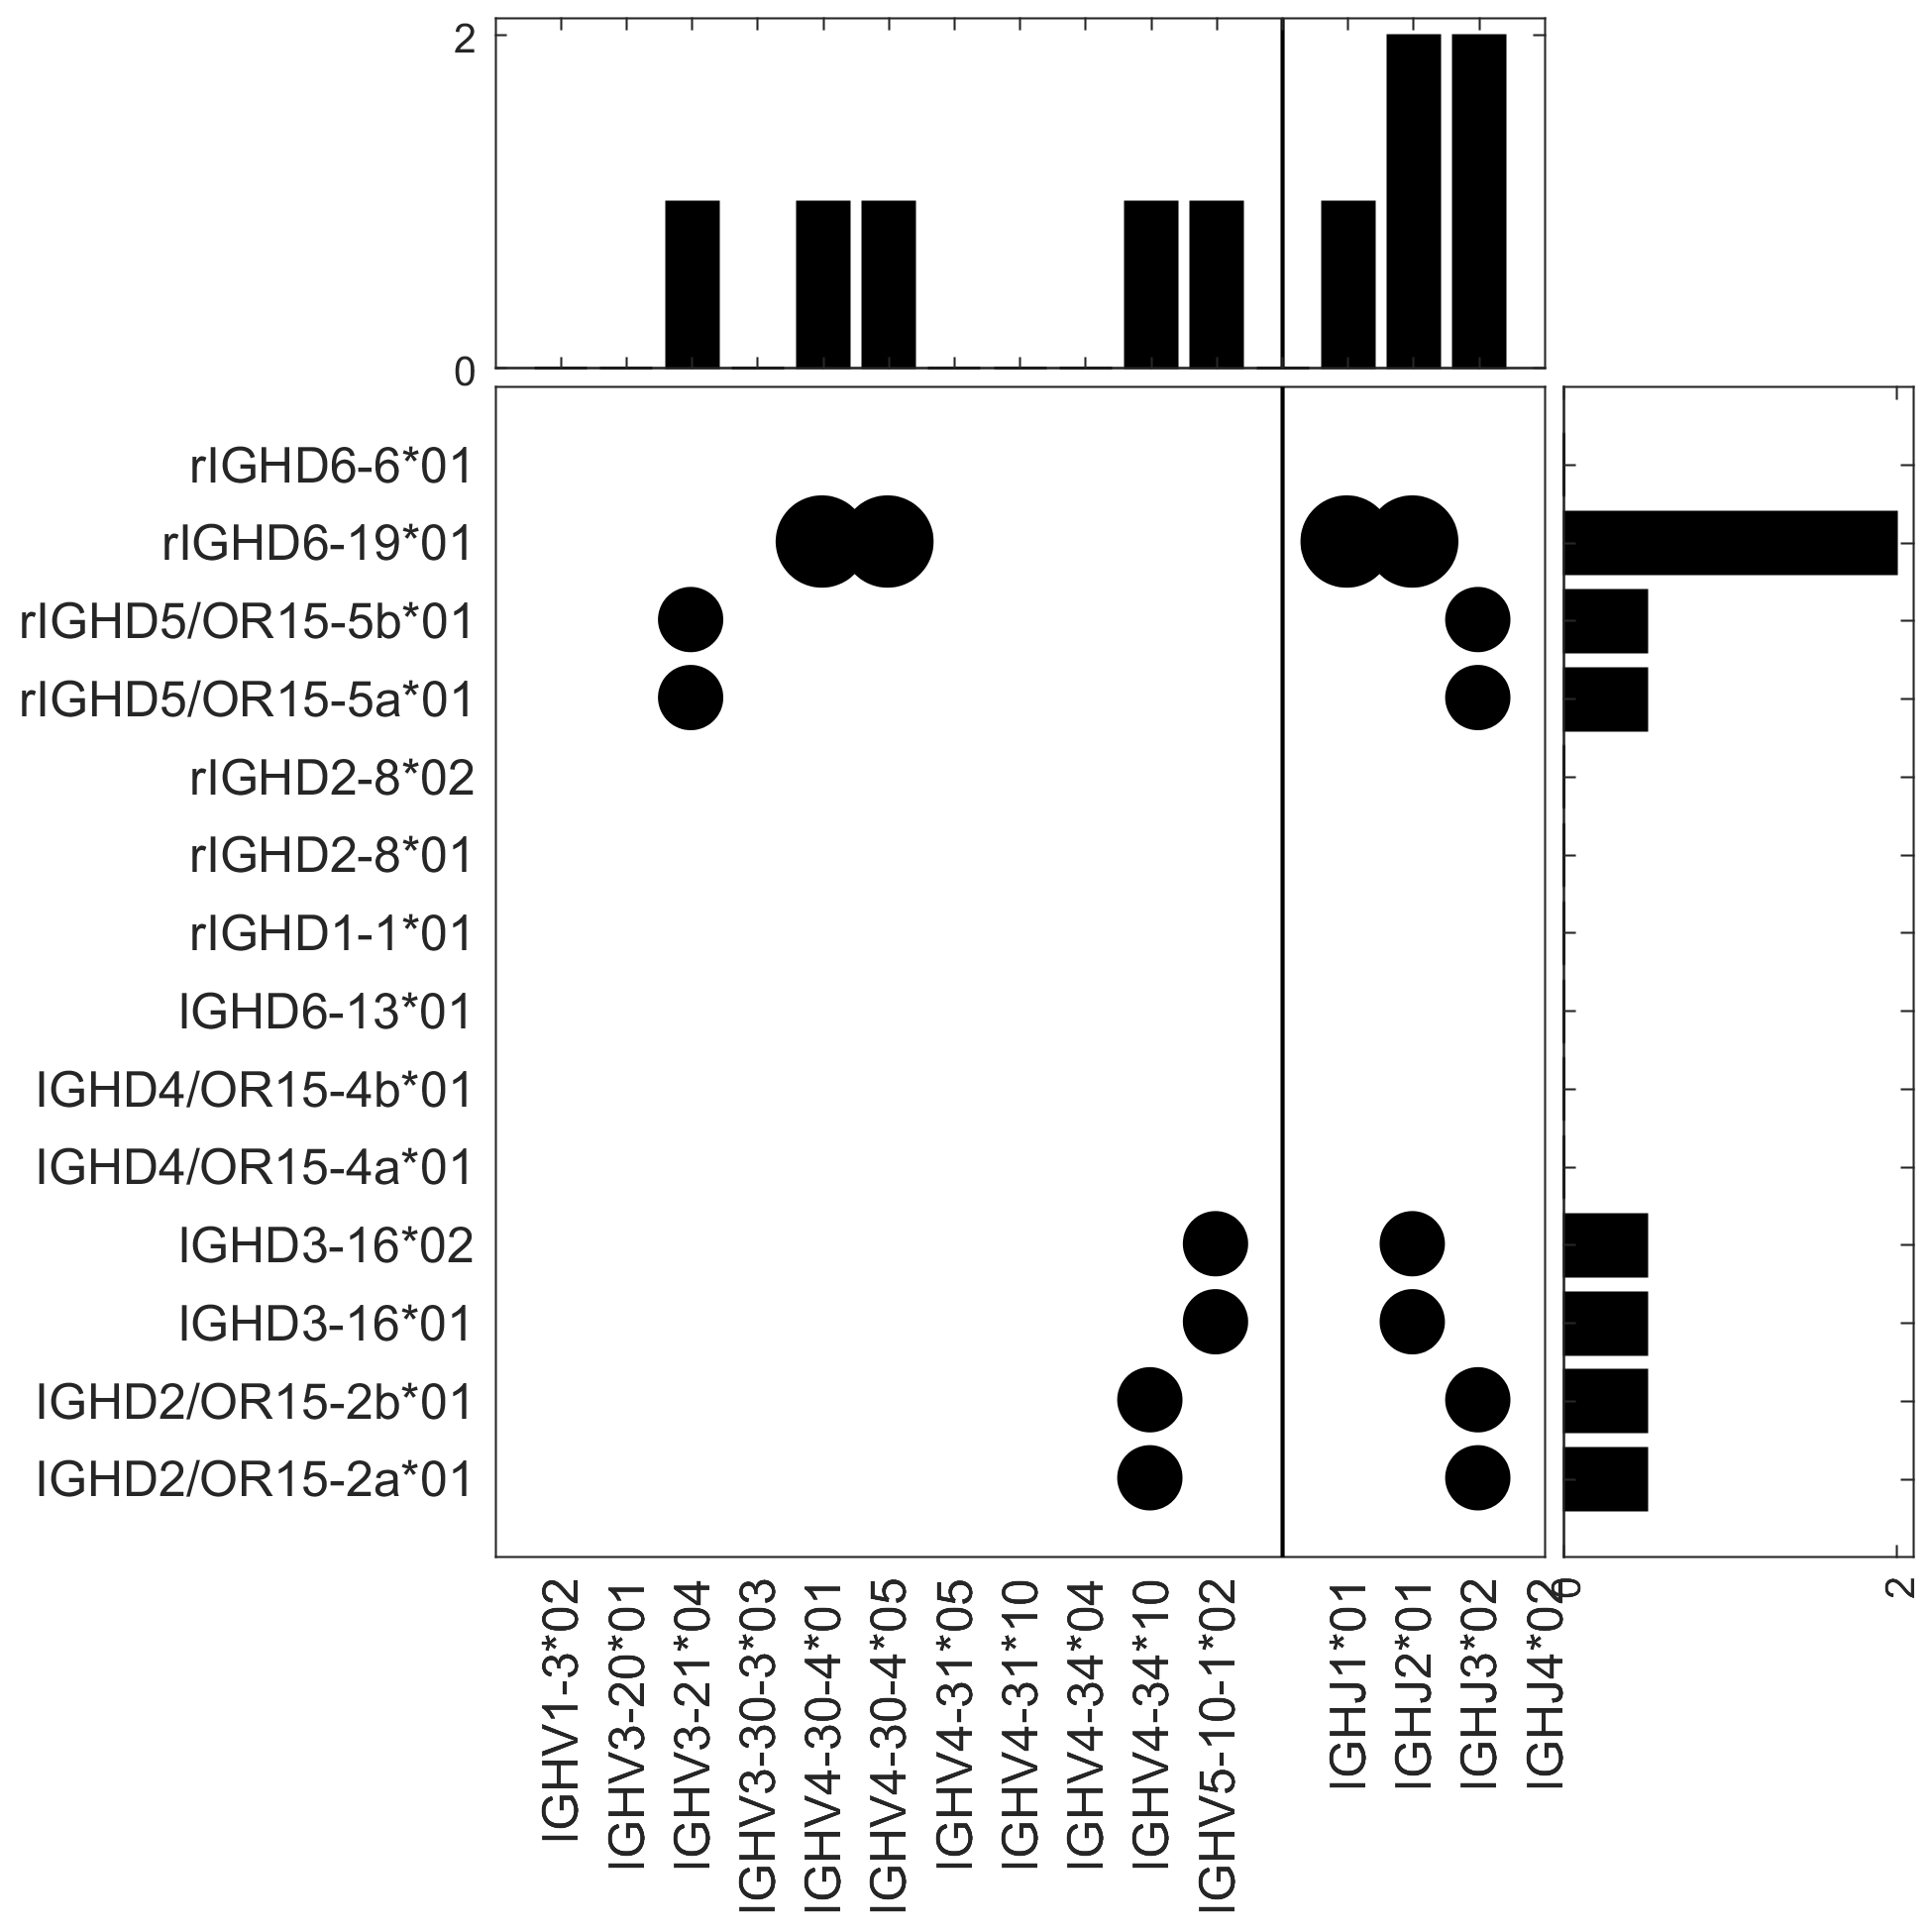 2
0
rIGHD6-6*01
rIGHD6-19*01
rIGHD5/OR15-5b*01
rIGHD5/OR15-5a*01
rIGHD2-8*02
rIGHD2-8*01
rIGHD1-1*01
IGHD6-13*01
IGHD4/OR15-4b*01
IGHD4/OR15-4a*01
IGHD3-16*02
IGHD3-16*01
IGHD2/OR15-2b*01
IGHD2/OR15-2a*01
IGHV1-3*02
IGHV3-20*01
IGHV3-21*04
IGHV3-30-3*03
IGHV4-30-4*01
IGHV4-30-4*05
IGHV4-31*05
IGHV4-31*10
IGHV4-34*04
IGHV4-34*10
IGHV5-10-1*02
IGHJ1*01
IGHJ2*01
IGHJ3*02
IGHJ4*02
0
2